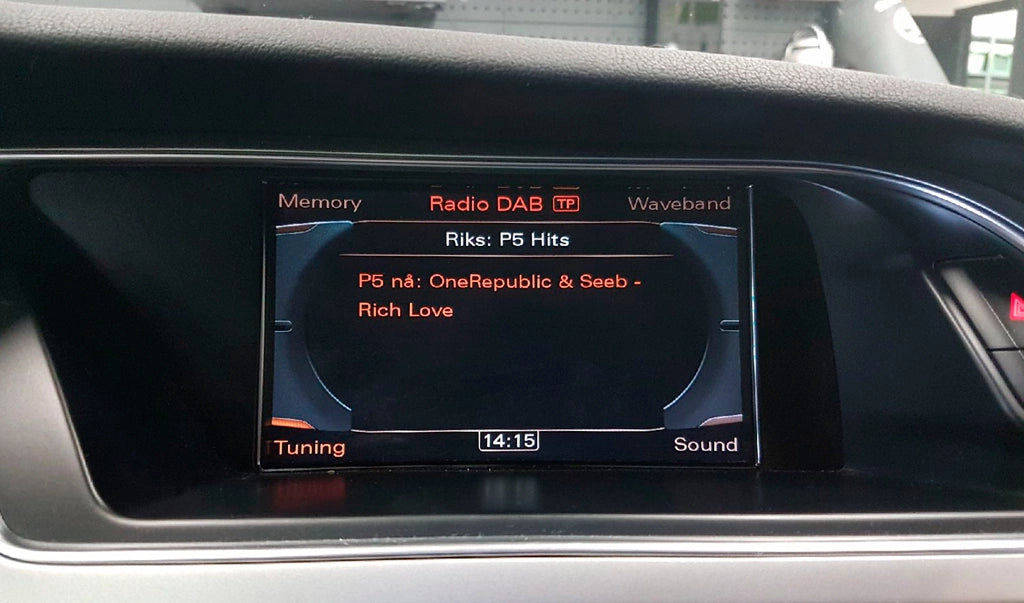 Memory Radio DAB TP Waveband
Riks: P5 Hits
P5 nå: OneRepublic & Seeb -
Rich Love
Tuning 14:15 Sound